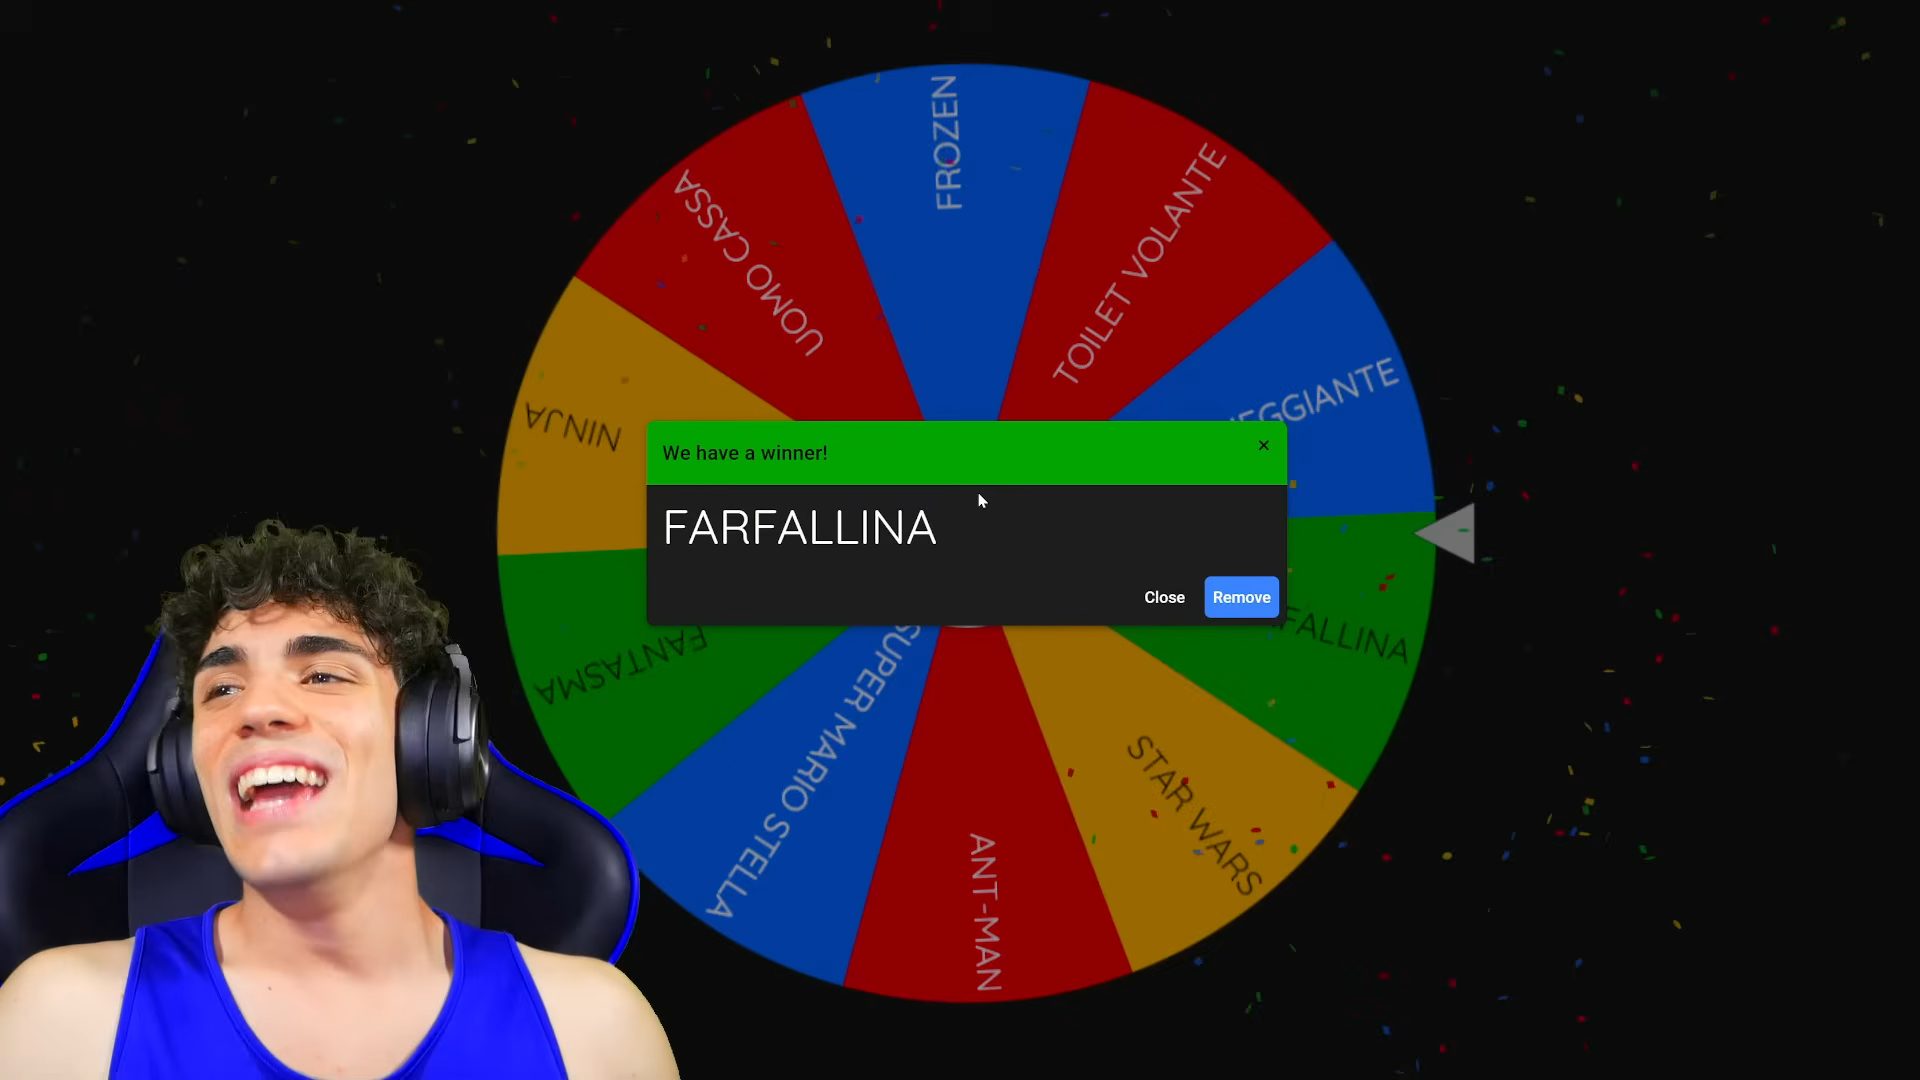 FROZEN
TOILET VOLANTE
UOMO CASSA
NINJA
EGGIANTE
We have a winner!
FARFALLINA
Close
Remove
FALLINA
FANTASMA
SUPER MARIO STELLA
ANT-MAN
STAR WARS